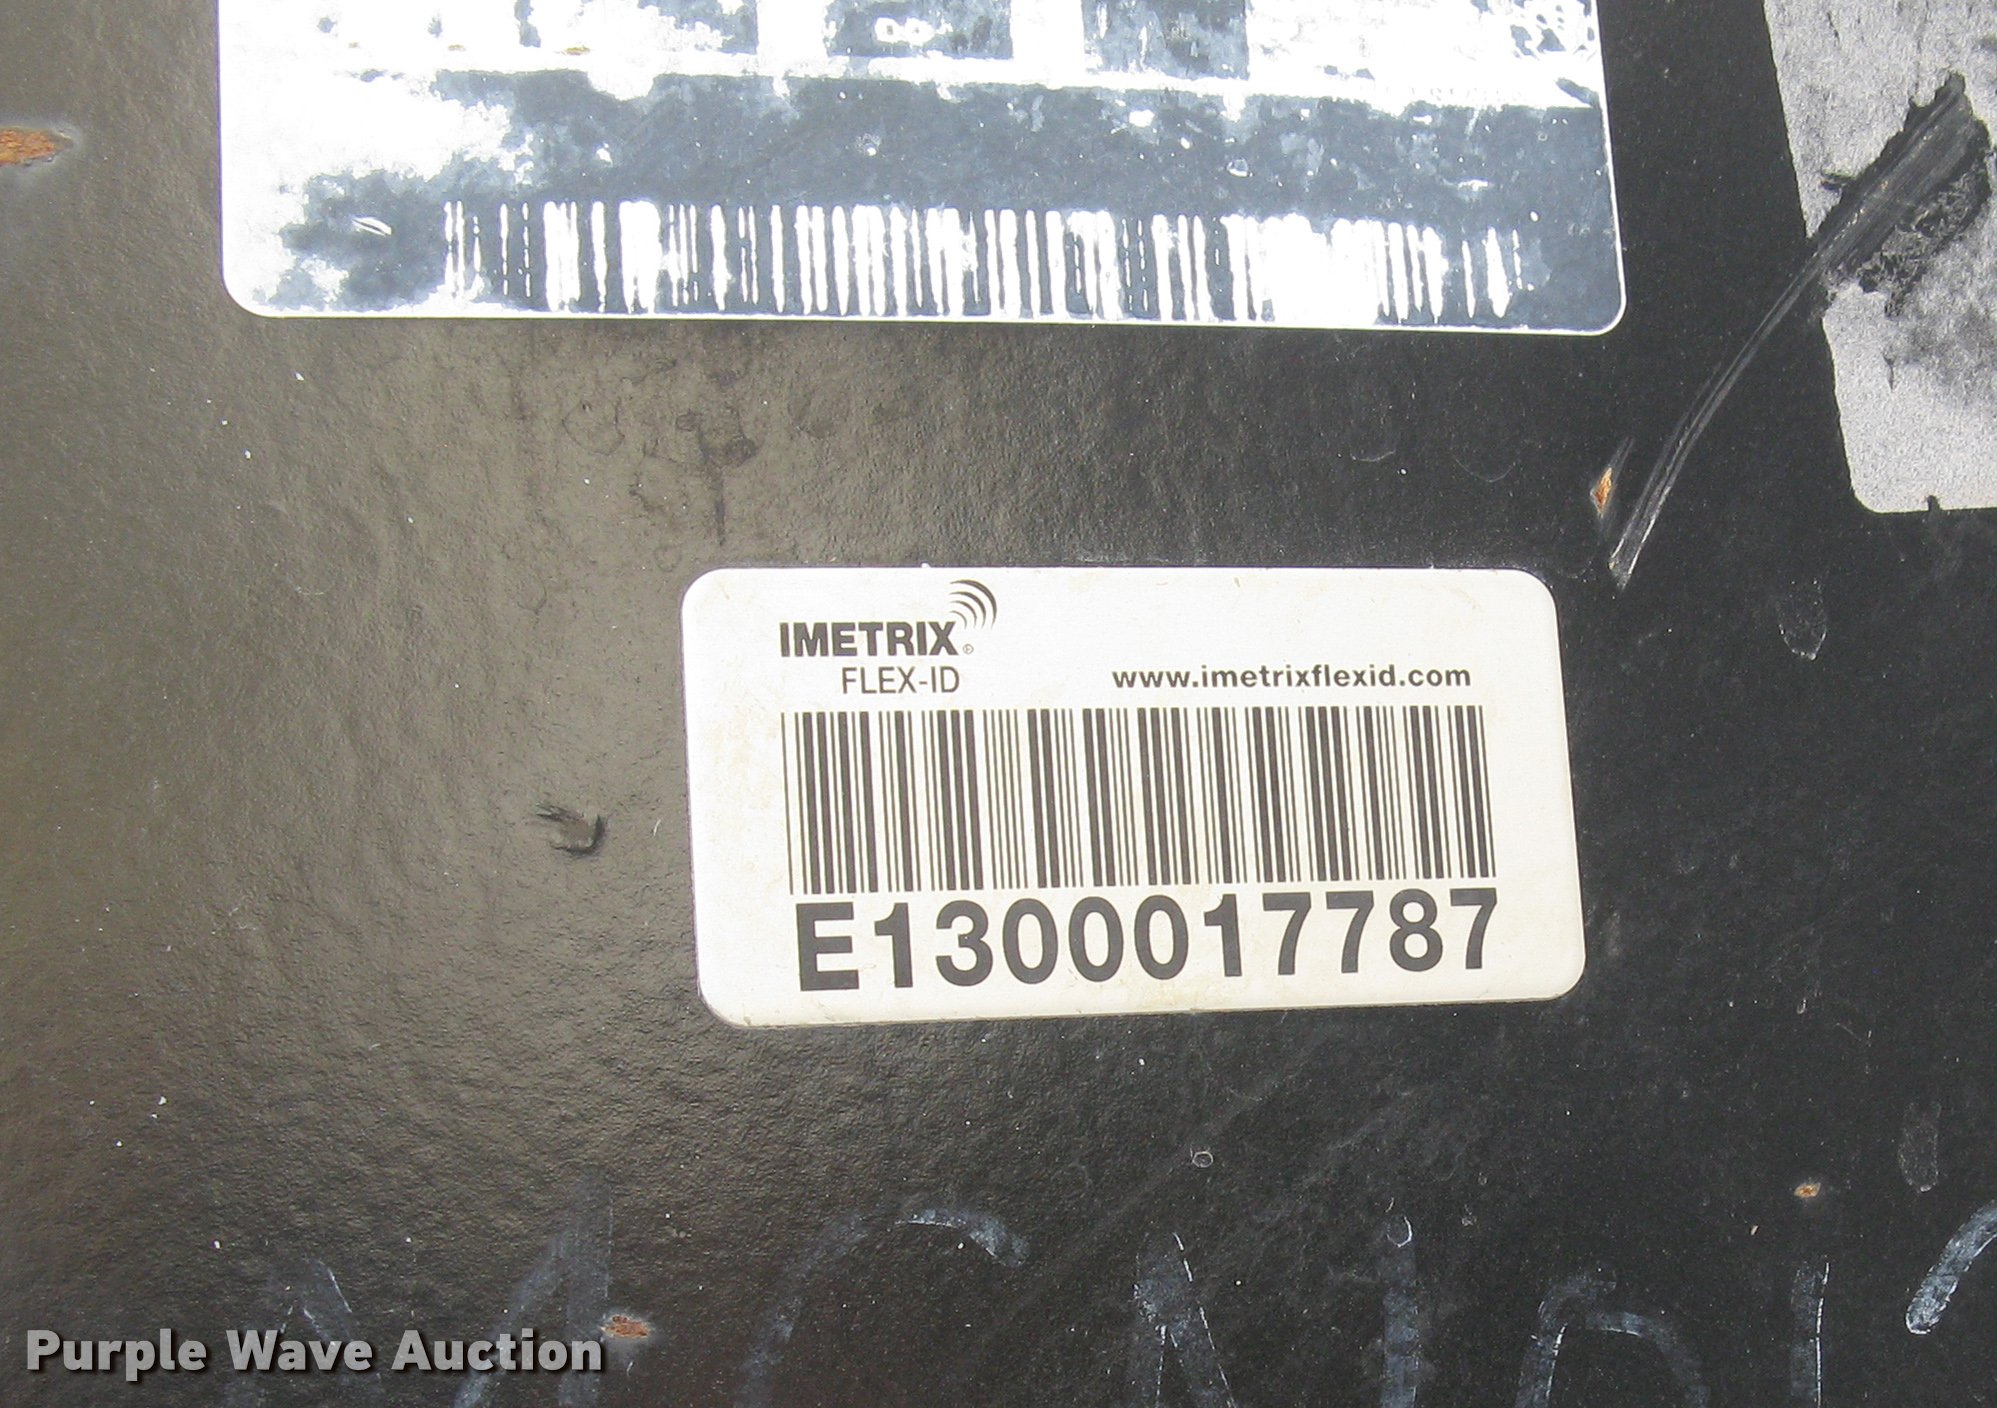 IMETRIX®
FLEX-ID
www.imetrixflexid.com
E1300017787
Purple Wave Auction